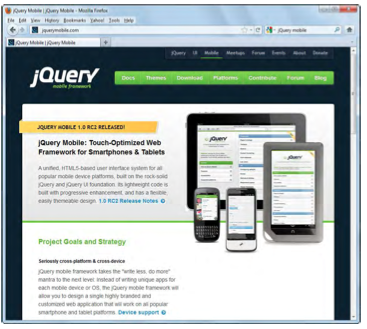 jQuery Mobile | jQuery Mobile - Mozilla Firefox
File Edit View History Bookmarks Yahoo! Tools Help
jquerymobile.com
jQuery mobile
jQuery Mobile | jQuery Mobile
jQuery UI Mobile Meetups Forum Events About Donate
jQuery
mobile framework
Docs Themes Download Platforms Contribute Forum Blog
JQUERY MOBILE 1.0 RC2 RELEASED!
jQuery Mobile: Touch-Optimized Web
Framework for Smartphones & Tablets
A unified, HTML5-based user interface system for all
popular mobile device platforms, built on the rock-solid
jQuery and jQuery UI foundation. Its lightweight code is
built with progressive enhancement, and has a flexible,
easily themeable design. 1.0 RC2 Release Notes
jQuery
Project Goals and Strategy
Seriously cross-platform & cross-device
jQuery mobile framework takes the "write less, do more"
mantra to the next level: Instead of writing unique apps for
each mobile device or OS, the jQuery mobile framework will
allow you to design a single highly branded and
customized web application that will work on all popular
smartphone and tablet platforms. Device support